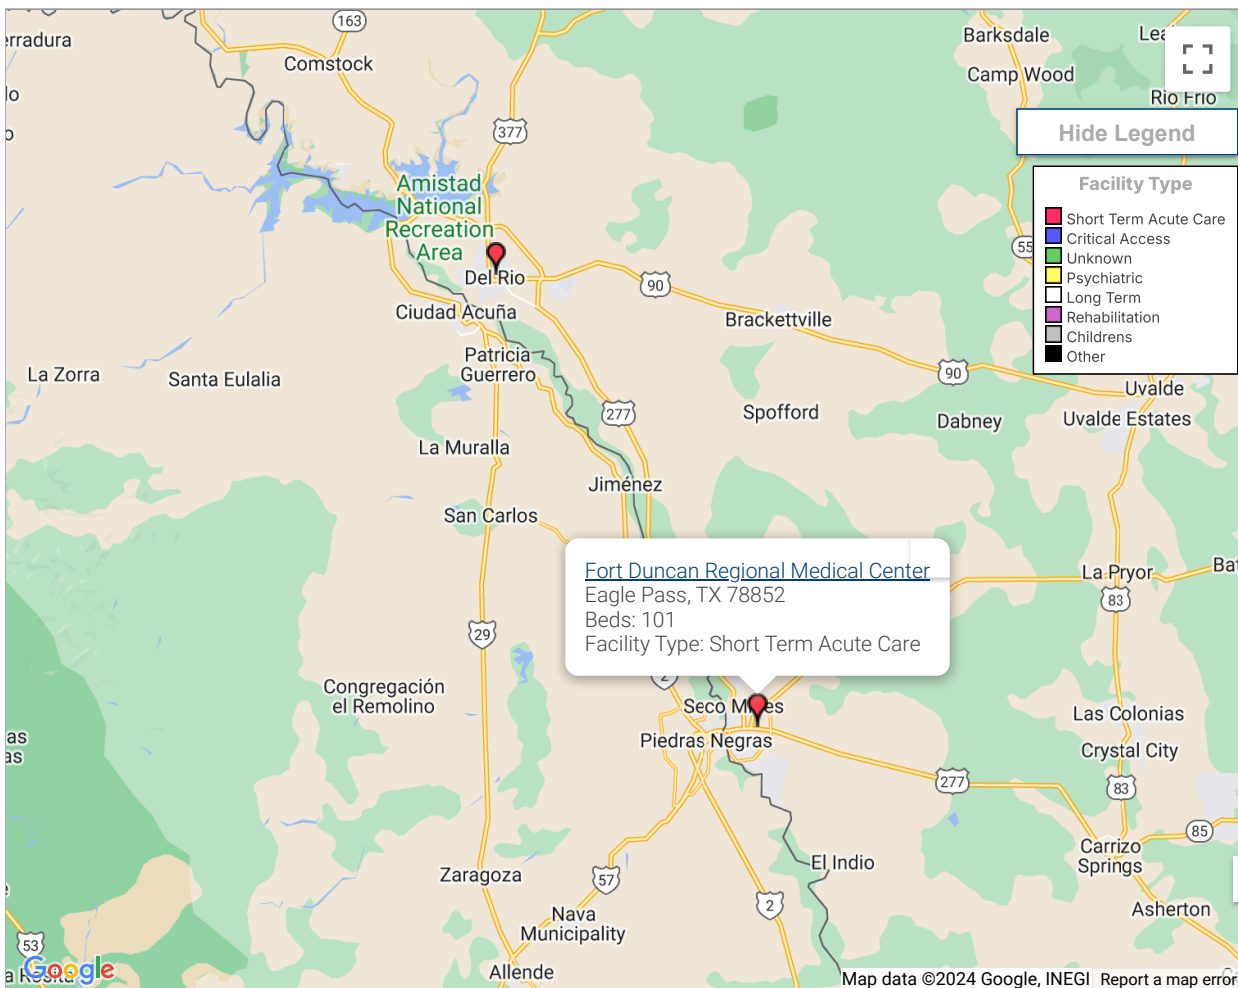 163
erradura
Comstock
Barksdale
Camp Wood
Rio Frio
377
Hide Legend
Facility Type
Short Term Acute Care
Critical Access
Unknown
Psychiatric
Long Term
Rehabilitation
Childrens
Other
Amistad
National
Recreation
Area
55
Del Rio
90
Ciudad Acuña
Brackettville
Patricia
Guerrero
La Zorra
Santa Eulalia
90
Uvalde
Uvalde Estates
277
Spofford
Dabney
La Muralla
Jiménez
San Carlos
Fort Duncan Regional Medical Center
Eagle Pass, TX 78852
Beds: 101
Facility Type: Short Term Acute Care
La Pryor
83
29
2
Congregación
el Remolino
Seco Mines
Piedras Negras
Las Colonias
Crystal City
277
83
85
Carrizo
Springs
El Indio
Zaragoza
57
2
Nava
Municipality
Asherton
53
Allende
Google
Map data ©2024 Google, INEGI
Report a map error